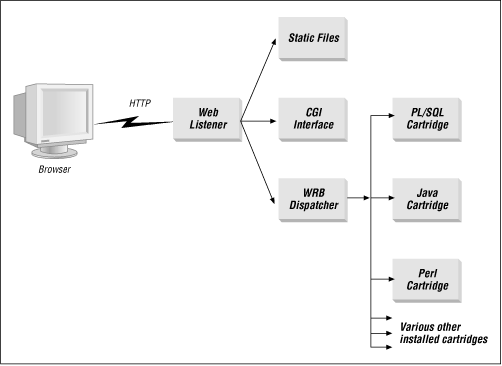 Static Files
HTTP
Web
Listener
CGI
Interface
PL/SQL
Cartridge
Browser
WRB
Dispatcher
Java
Cartridge
Perl
Cartridge
Various other
installed cartridges